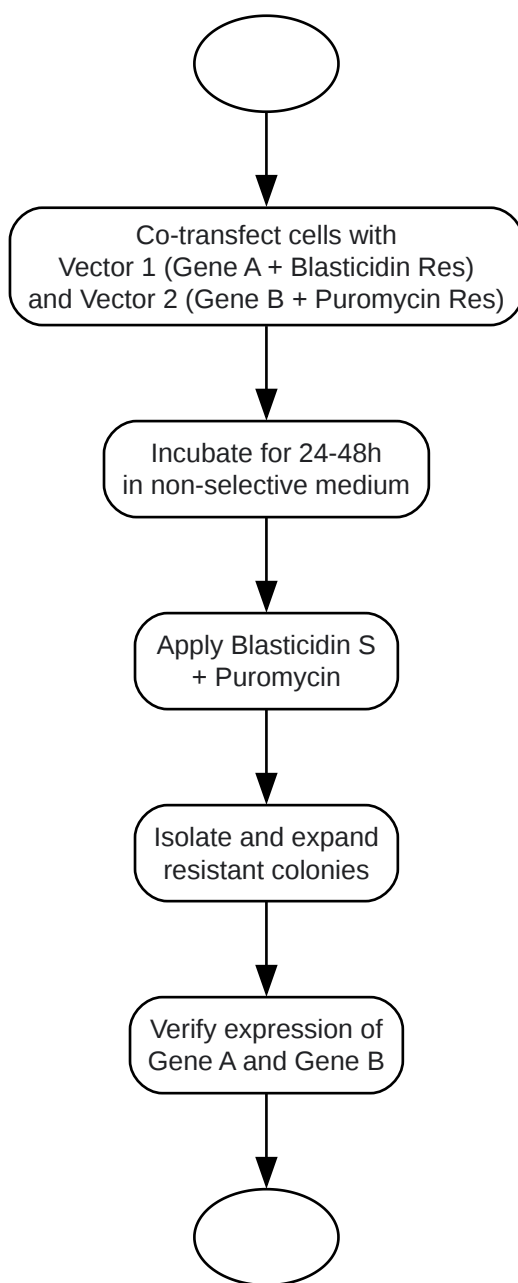 Co-transfect cells with
Vector 1 (Gene A + Blasticidin Res)
and Vector 2 (Gene B + Puromycin Res)
Incubate for 24-48h
in non-selective medium
Apply Blasticidin S
+ Puromycin
Isolate and expand
resistant colonies
Verify expression of
Gene A and Gene B